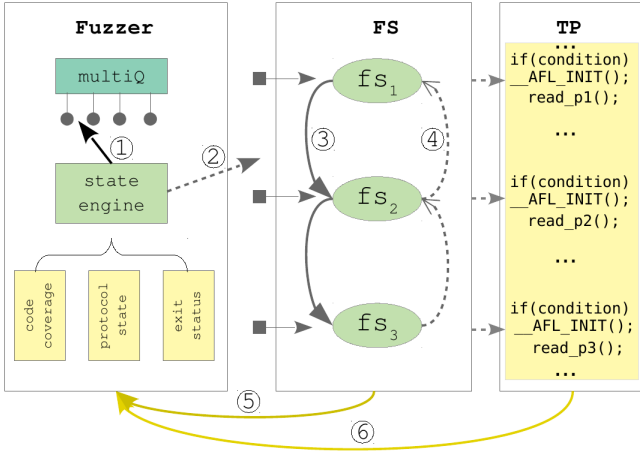 Fuzzer
multiQ
①
②
state
engine
code
coverage
protocol
state
exit
status
FS
fs1
③
④
fs2
fs3
TP
...
if(condition)
__AFL_INIT();
read_p1();
...
if(condition)
__AFL_INIT();
read_p2();
...
if(condition)
__AFL_INIT();
read_p3();
...
⑤
⑥